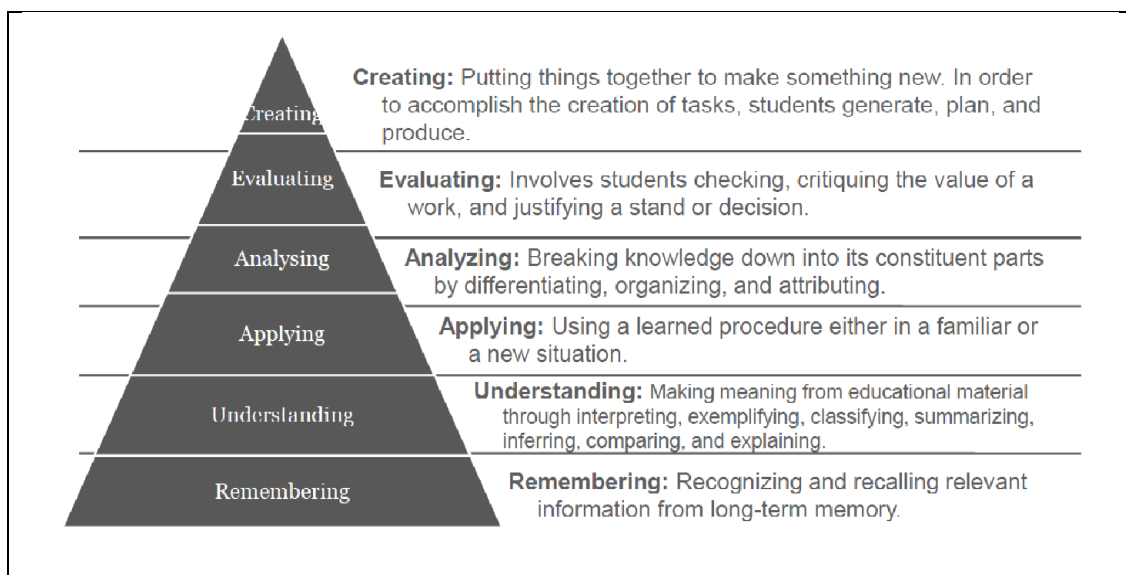 Creating: Putting things together to make something new. In order
to accomplish the creation of tasks, students generate, plan, and
produce.
Creating
Evaluating
Evaluating: Involves students checking, critiquing the value of a
work, and justifying a stand or decision.
Analysing
Analyzing: Breaking knowledge down into its constituent parts
by differentiating, organizing, and attributing.
Applying
Applying: Using a learned procedure either in a familiar or
a new situation.
Understanding
Understanding: Making meaning from educational material
through interpreting, exemplifying, classifying, summarizing,
inferring, comparing, and explaining.
Remembering
Remembering: Recognizing and recalling relevant
information from long-term memory.